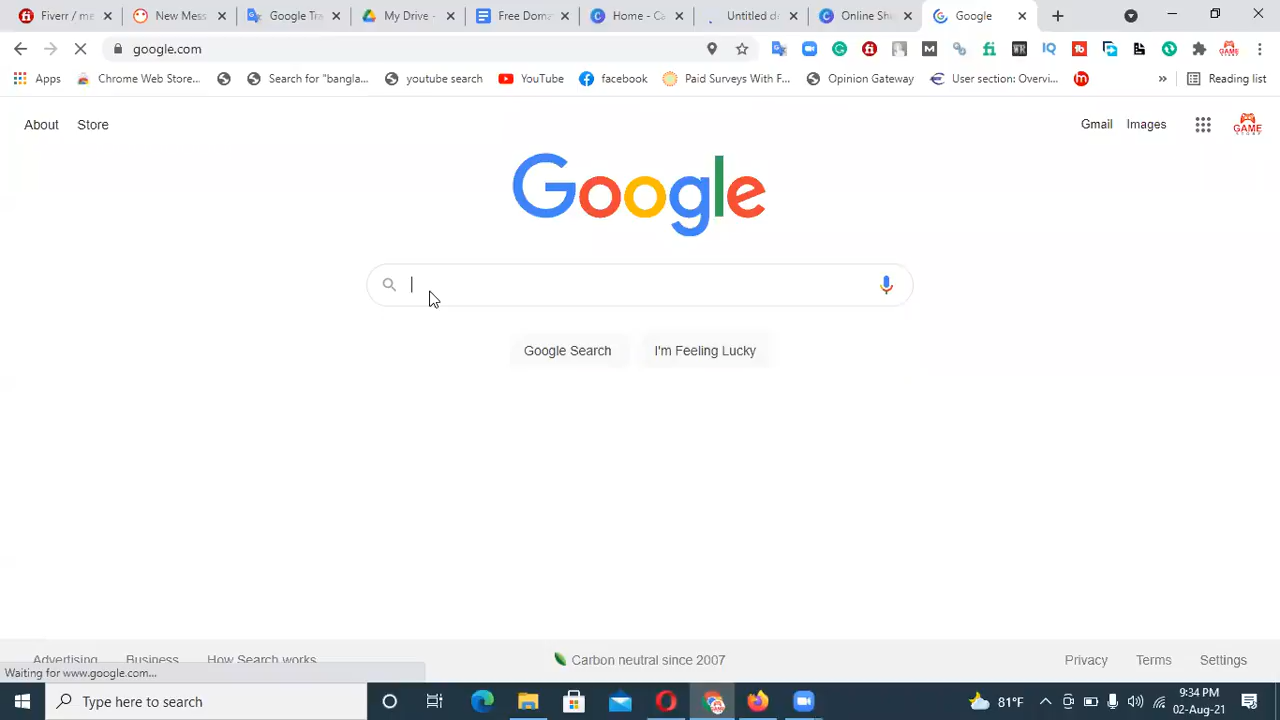 Fiverr / me
New Mess
Google Tra
My Drive -
Free Doma
Home - Ca
Untitled d
Online Sho
Google
google.com
Apps
Chrome Web Store...
Search for "bangla...
youtube search
YouTube
facebook
Paid Surveys With F...
Opinion Gateway
User section: Overvi...
»
Reading list
About
Store
Gmail
Images
GAME
Google
Google Search
I'm Feeling Lucky
Advertising
Business
How Search works
Carbon neutral since 2007
Privacy
Terms
Settings
Waiting for www.google.com...
Type here to search
81°F
9:34 PM
02-Aug-21